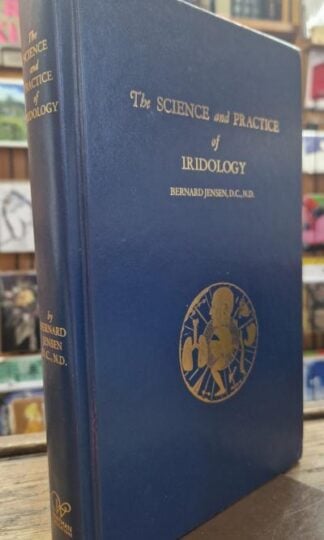 The
SCIENCE
and
PRACTICE
of
IRIDOLOGY
by
BERNARD
JENSEN
D.C., N.D.
The SCIENCE and PRACTICE
of
IRIDOLOGY
BERNARD JENSEN, D.C., N.D.